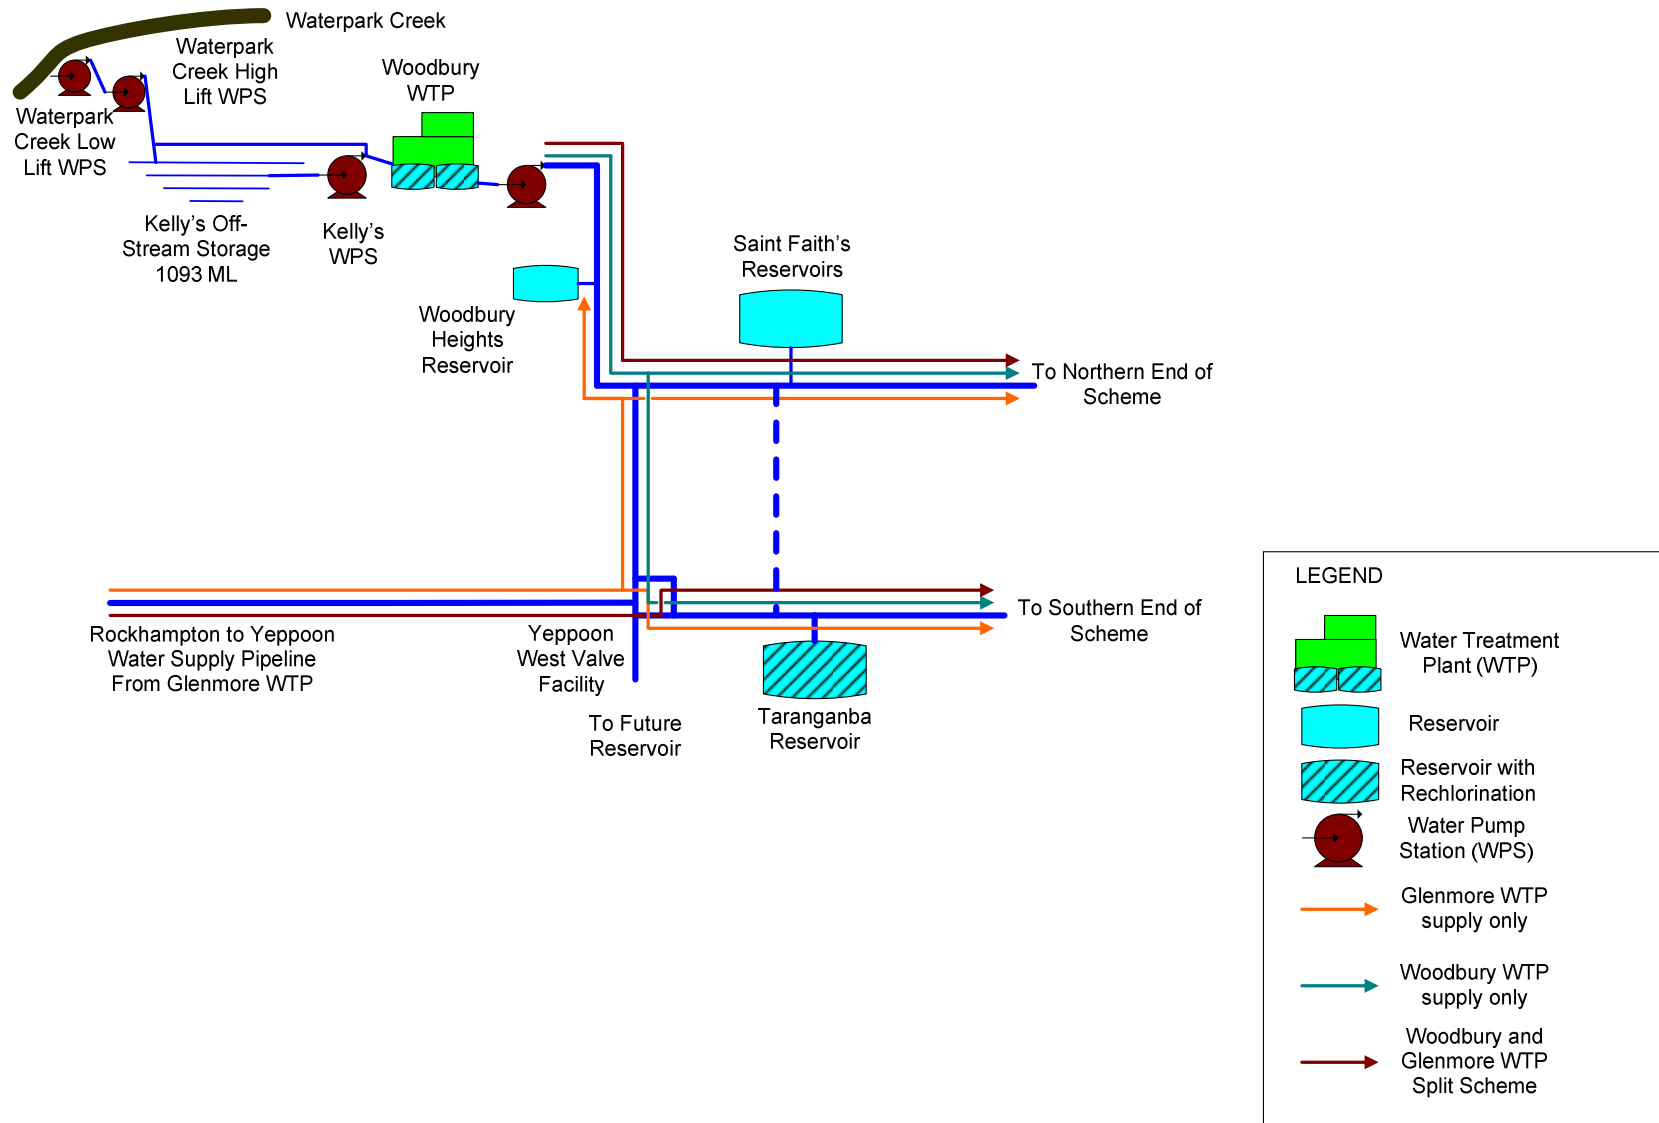 Waterpark Creek
Waterpark
Creek High
Lift WPS
Woodbury
WTP
Waterpark
Creek Low
Lift WPS
Kelly’s Off-
Stream Storage
1093 ML
Kelly’s
WPS
Saint Faith’s
Reservoirs
Woodbury
Heights
Reservoir
To Northern End of
Scheme
Rockhampton to Yeppoon
Water Supply Pipeline
From Glenmore WTP
Yeppoon
West Valve
Facility
To Southern End of
Scheme
To Future
Reservoir
Taranganba
Reservoir
LEGEND
Water Treatment
Plant (WTP)
Reservoir
Reservoir with
Rechlorination
Water Pump
Station (WPS)
Glenmore WTP
supply only
Woodbury WTP
supply only
Woodbury and
Glenmore WTP
Split Scheme